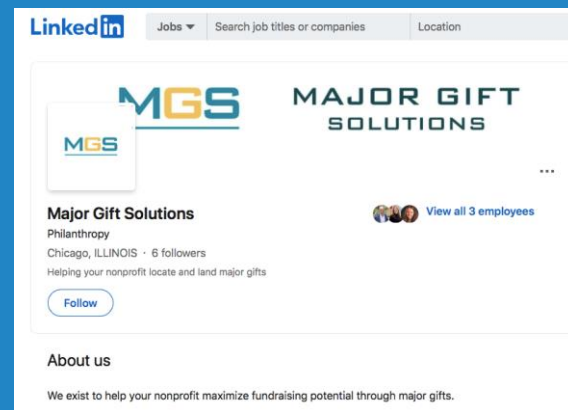 LinkedIn Jobs Search job titles or companies Location
MGS MAJOR GIFT
SOLUTIONS
MGS
Major Gift Solutions View all 3 employees
Philanthropy
Chicago, ILLINOIS · 6 followers
Helping your nonprofit locate and land major gifts
Follow
About us
We exist to help your nonprofit maximize fundraising potential through major gifts.